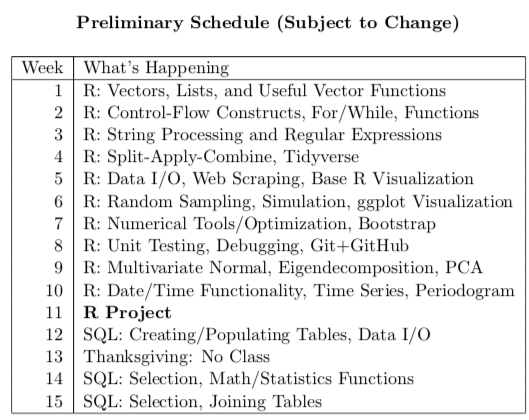 Preliminary Schedule (Subject to Change)
Week What's Happening
1 R: Vectors, Lists, and Useful Vector Functions
2 R: Control-Flow Constructs, For/While, Functions
3 R: String Processing and Regular Expressions
4 R: Split-Apply-Combine, Tidyverse
5 R: Data I/O, Web Scraping, Base R Visualization
6 R: Random Sampling, Simulation, ggplot Visualization
7 R: Numerical Tools/Optimization, Bootstrap
8 R: Unit Testing, Debugging, Git+GitHub
9 R: Multivariate Normal, Eigendecomposition, PCA
10 R: Date/Time Functionality, Time Series, Periodogram
11 R Project
12 SQL: Creating/Populating Tables, Data I/O
13 Thanksgiving: No Class
14 SQL: Selection, Math/Statistics Functions
15 SQL: Selection, Joining Tables